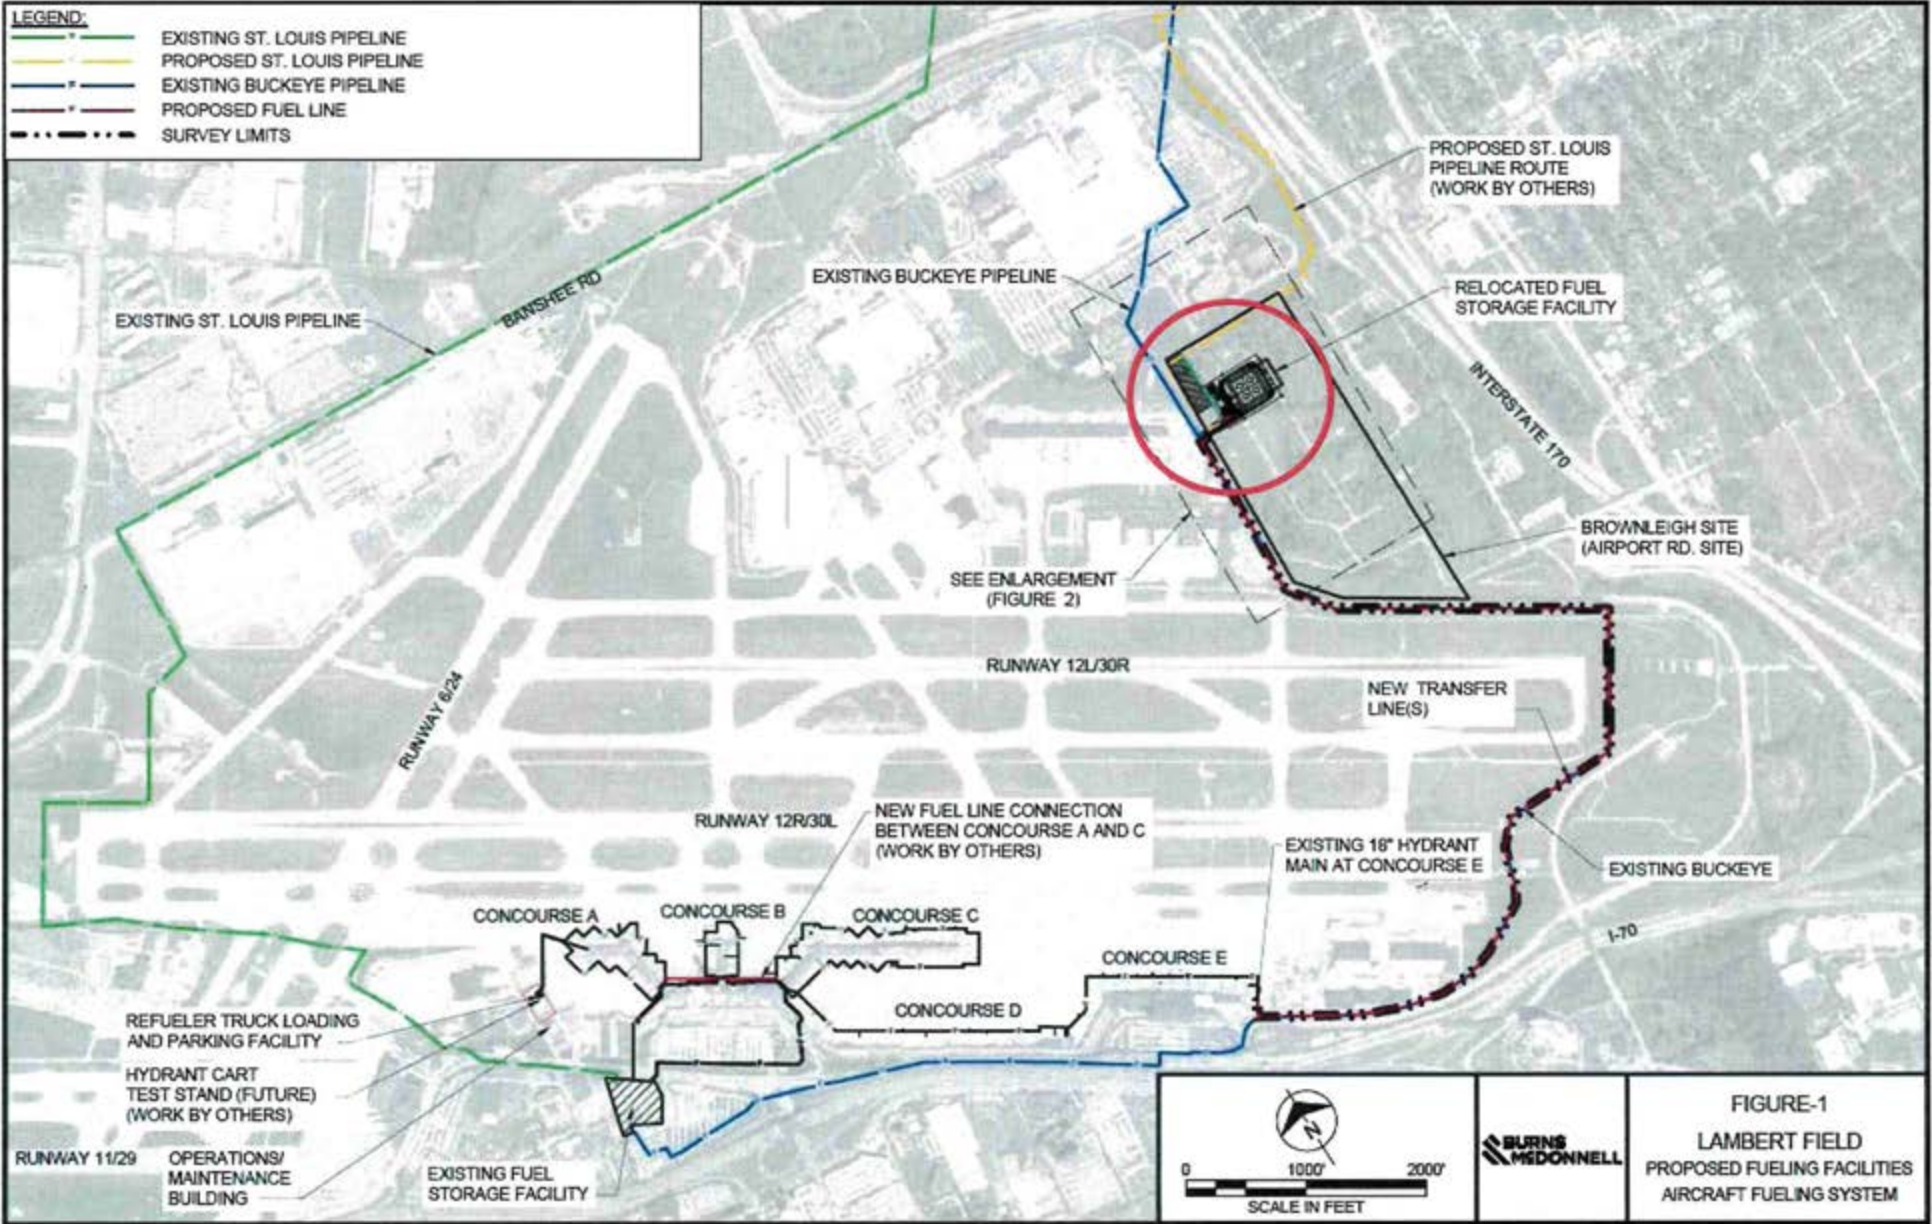 LEGEND:
EXISTING ST. LOUIS PIPELINE
PROPOSED ST. LOUIS PIPELINE
EXISTING BUCKEYE PIPELINE
PROPOSED FUEL LINE
SURVEY LIMITS
PROPOSED ST. LOUIS
PIPELINE ROUTE
(WORK BY OTHERS)
EXISTING BUCKEYE PIPELINE
RELOCATED FUEL
STORAGE FACILITY
BANSHEE RD
EXISTING ST. LOUIS PIPELINE
INTERSTATE 170
BROWNLEIGH SITE
(AIRPORT RD. SITE)
SEE ENLARGEMENT
(FIGURE 2)
RUNWAY 12L/30R
RUNWAY 6/24
NEW TRANSFER
LINE(S)
RUNWAY 12R/30L
NEW FUEL LINE CONNECTION
BETWEEN CONCOURSE A AND C
(WORK BY OTHERS)
EXISTING 16" HYDRANT
MAIN AT CONCOURSE E
EXISTING BUCKEYE
CONCOURSE A
CONCOURSE B
CONCOURSE C
I-70
CONCOURSE E
CONCOURSE D
REFUELER TRUCK LOADING
AND PARKING FACILITY
HYDRANT CART
TEST STAND (FUTURE)
(WORK BY OTHERS)
RUNWAY 11/29
OPERATIONS/
MAINTENANCE
BUILDING
EXISTING FUEL
STORAGE FACILITY
N
0 1000' 2000'
SCALE IN FEET
BURNS
MCDONNELL
FIGURE-1
LAMBERT FIELD
PROPOSED FUELING FACILITIES
AIRCRAFT FUELING SYSTEM